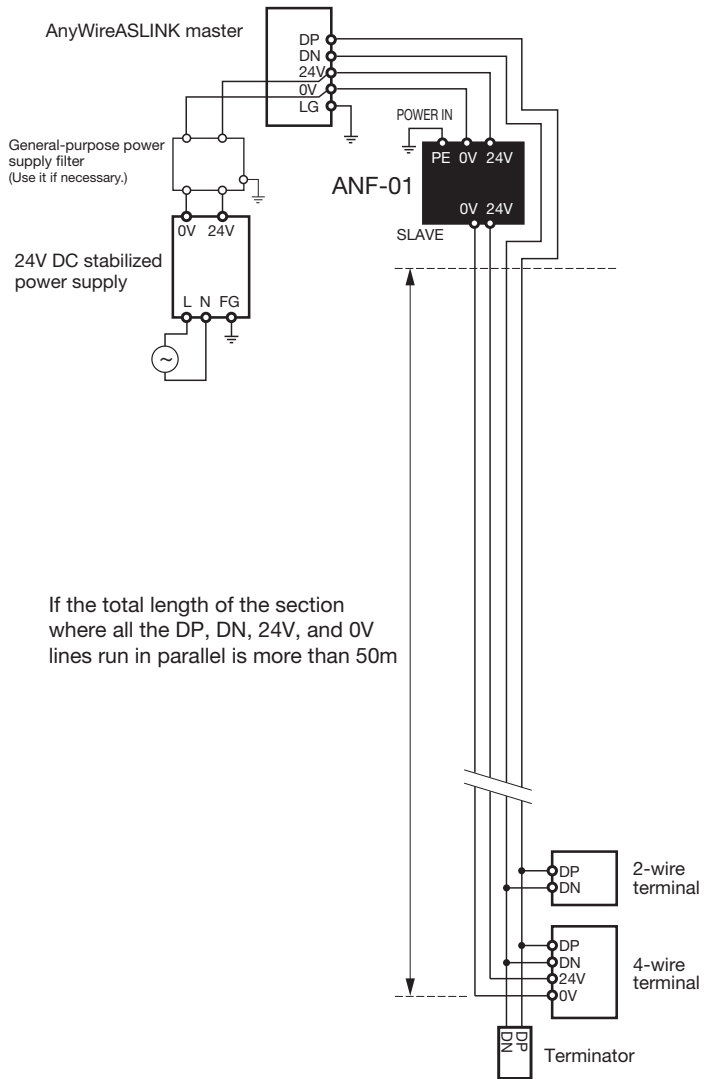 AnyWireASLINK master
DP
DN
24V
0V
LG
POWER IN
PE 0V 24V
ANF-01
0V 24V
SLAVE
General-purpose power
supply filter
(Use it if necessary.)
0V 24V
24V DC stabilized
power supply
L N FG
~
If the total length of the section
where all the DP, DN, 24V, and 0V
lines run in parallel is more than 50m
DP
DN
2-wire
terminal
DP
DN
24V
0V
4-wire
terminal
DP
DN
Terminator